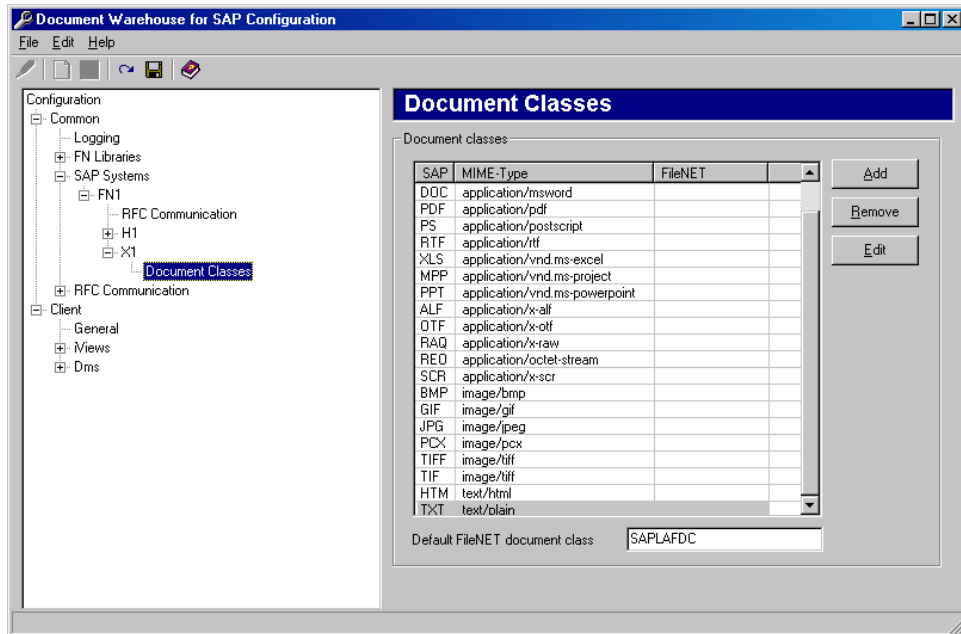 Document Warehouse for SAP Configuration
File Edit Help
Configuration
Common
Logging
FN Libraries
SAP Systems
FN1
RFC Communication
H1
X1
Document Classes
RFC Communication
Client
General
iViews
Dms
Document Classes
Document classes
SAP MIME-Type FileNET
DOC application/msword
PDF application/pdf
PS application/postscript
RTF application/rtf
XLS application/vnd.ms-excel
MPP application/vnd.ms-project
PPT application/vnd.ms-powerpoint
ALF application/x-alf
OTF application/x-otf
RAQ application/x-raw
REO application/octet-stream
SCR application/x-scr
BMP image/bmp
GIF image/gif
JPG image/jpeg
PCX image/pcx
TIFF image/tiff
TIF image/tiff
HTM text/html
TXT text/plain
Add
Remove
Edit
Default FileNET document class SAPLAFDC